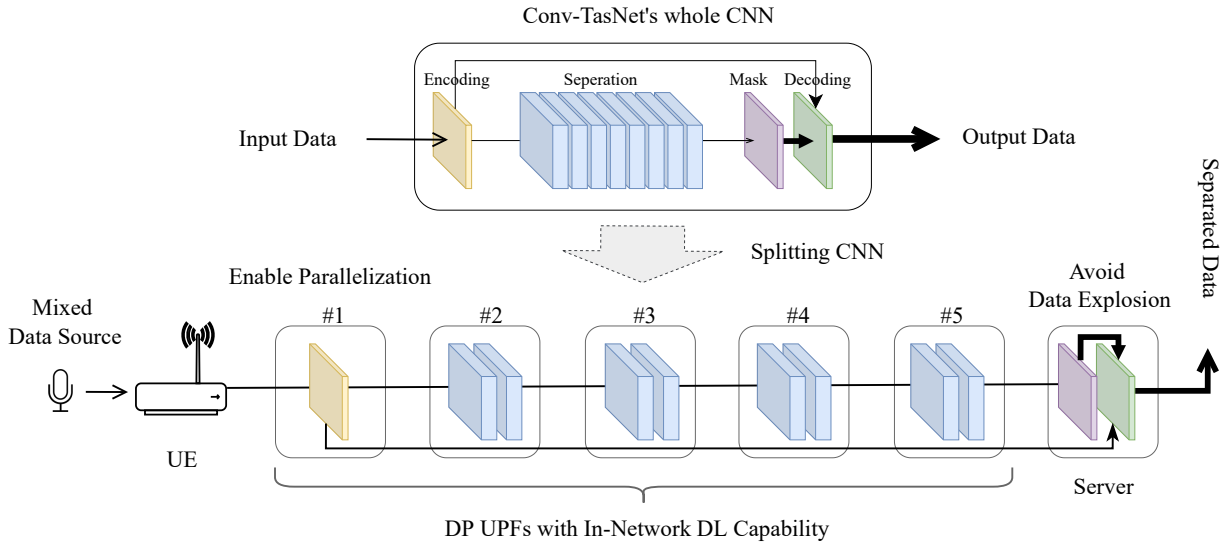 Conv-TasNet's whole CNN
Encoding
Seperation
Mask
Decoding
Input Data
Output Data
Separated Data
Splitting CNN
Enable Parallelization
Avoid
Data Explosion
Mixed
Data Source
#1
#2
#3
#4
#5
UE
Server
DP UPFs with In-Network DL Capability